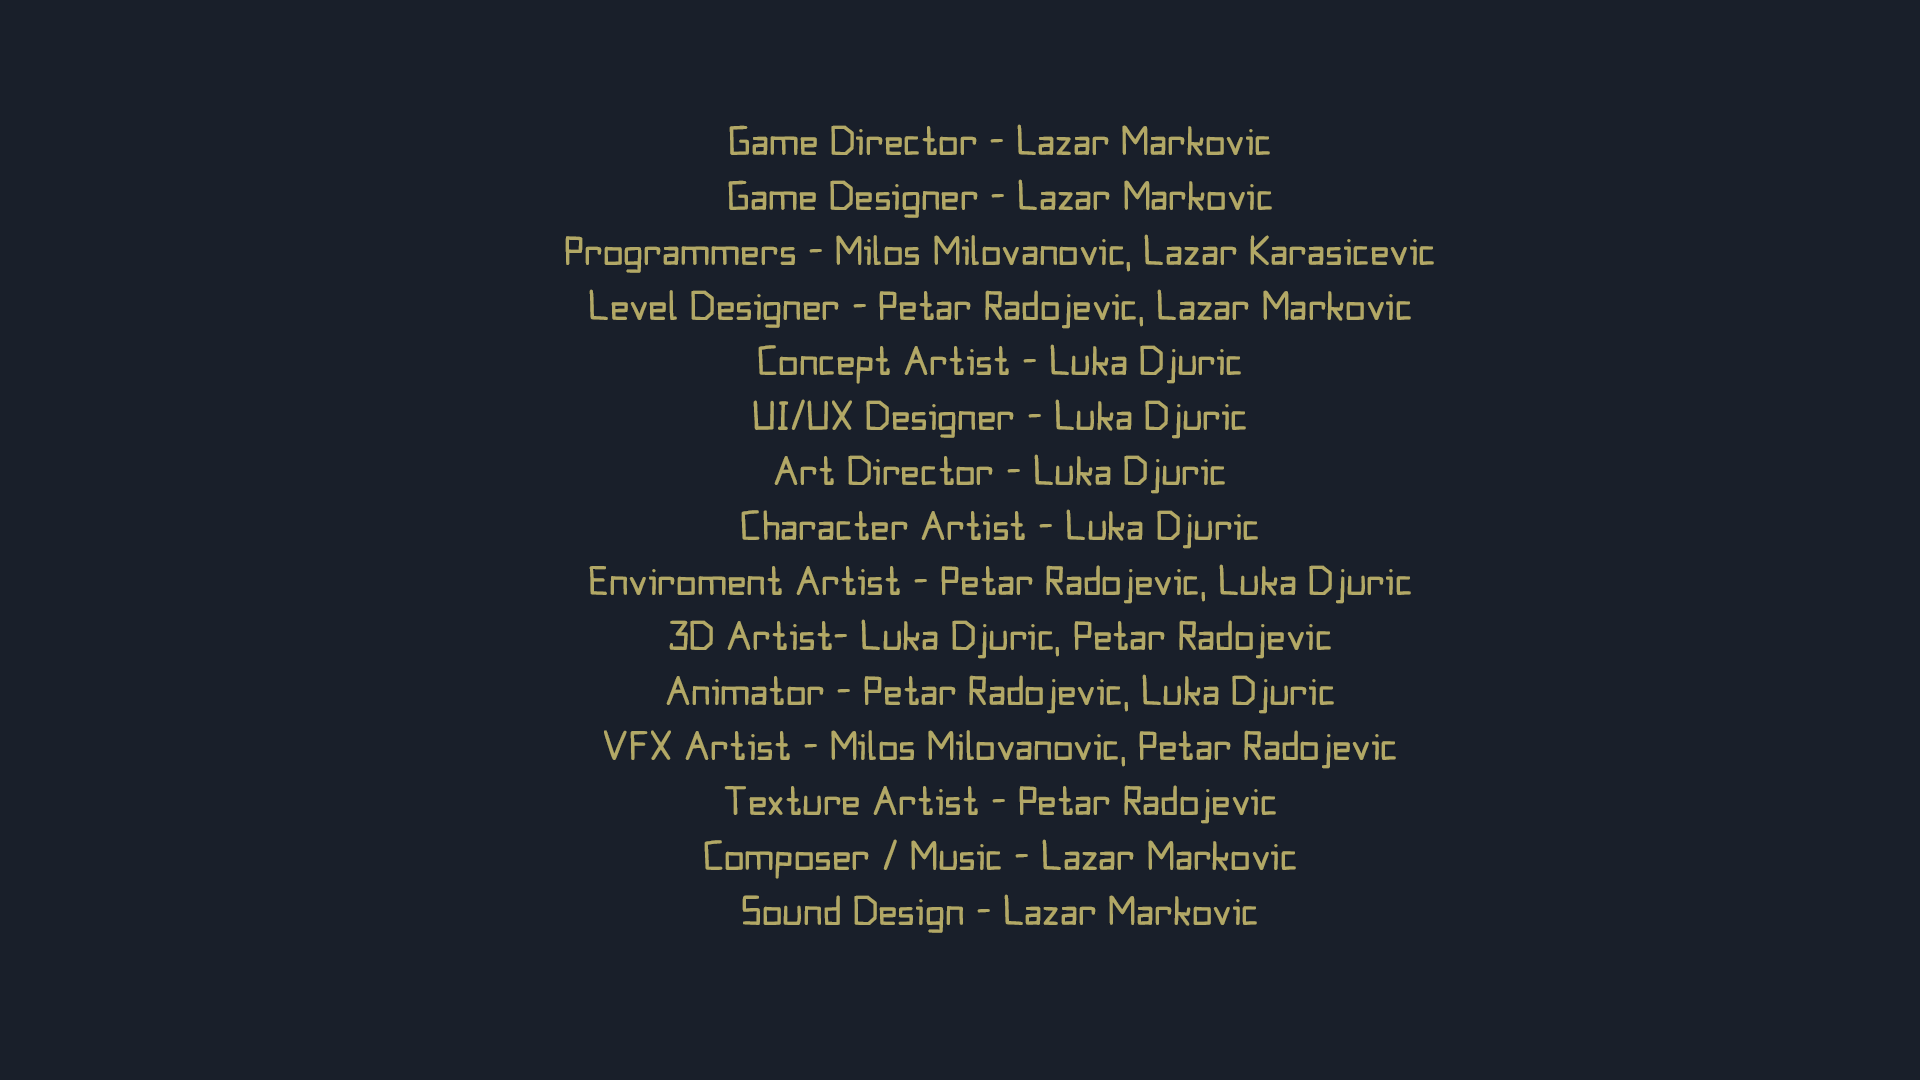 Game Director - Lazar Markovic
Game Designer - Lazar Markovic
Programmers - Milos Milovanovic, Lazar Karasicevic
Level Designer - Petar Radojevic, Lazar Markovic
Concept Artist - Luka Djuric
UI/UX Designer - Luka Djuric
Art Director - Luka Djuric
Character Artist - Luka Djuric
Enviroment Artist - Petar Radojevic, Luka Djuric
3D Artist- Luka Djuric, Petar Radojevic
Animator - Petar Radojevic, Luka Djuric
VFX Artist - Milos Milovanovic, Petar Radojevic
Texture Artist - Petar Radojevic
Composer / Music - Lazar Markovic
Sound Design - Lazar Markovic